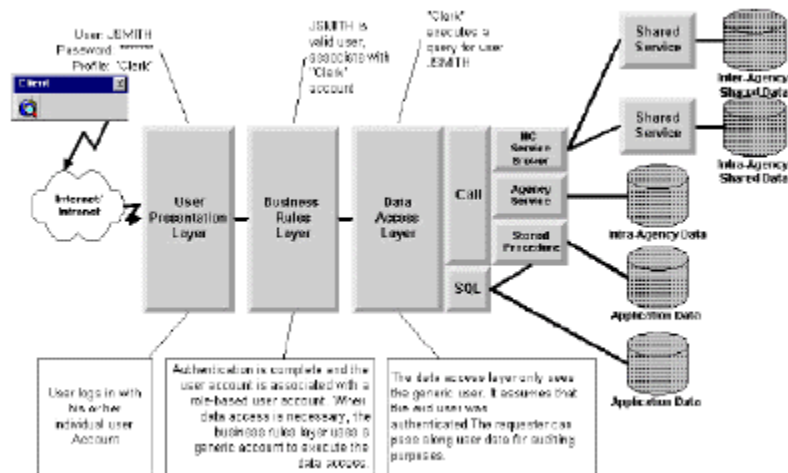 User: JSMITH
Password: *******
Profile: "Clerk"
JSMITH is
valid user,
associate with
"Clerk"
account
"Clerk"
executes a
query for user
JSMITH
Client
Internet/
Intranet
User
Presentation
Layer
Business
Rules
Layer
Data
Access
Layer
Call
SQL
NC
Service
Broker
Agency
Service
Stored
Procedure
Shared
Service
Shared
Service
Inter-Agency
Shared Data
Intra-Agency
Shared Data
Intra-Agency Data
Application Data
Application Data
User logs in with
his or her
individual user
Account
Authentication is complete and the
user account is associated with a
role-based user account. When
data access is necessary, the
business rules layer uses a
generic account to execute the
data access.
The data access layer only sees
the generic user. It assumes that
the end user was
authenticated The requester can
pass along user data for auditing
purposes.